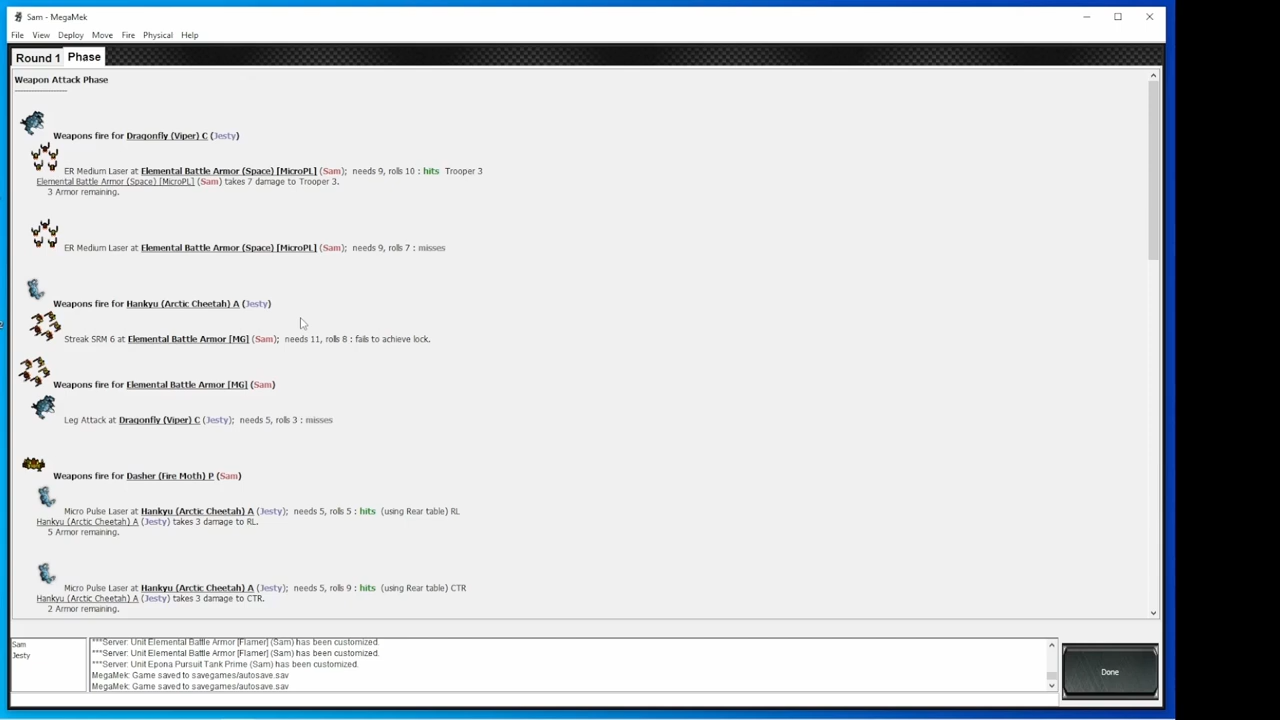 Sam - MegaMek
File View Deploy Move Fire Physical Help
Round 1 Phase
Weapon Attack Phase
--------------------
Weapons fire for Dragonfly (Viper) C (Jesty)
ER Medium Laser at Elemental Battle Armor (Space) [MicroPL] (Sam); needs 9, rolls 10 : hits Trooper 3
Elemental Battle Armor (Space) [MicroPL] (Sam) takes 7 damage to Trooper 3.
3 Armor remaining.
ER Medium Laser at Elemental Battle Armor (Space) [MicroPL] (Sam); needs 9, rolls 7 : misses
Weapons fire for Hankyu (Arctic Cheetah) A (Jesty)
Streak SRM 6 at Elemental Battle Armor [MG] (Sam); needs 11, rolls 8 : fails to achieve lock.
Weapons fire for Elemental Battle Armor [MG] (Sam)
Leg Attack at Dragonfly (Viper) C (Jesty); needs 5, rolls 3 : misses
Weapons fire for Dasher (Fire Moth) P (Sam)
Micro Pulse Laser at Hankyu (Arctic Cheetah) A (Jesty); needs 5, rolls 5 : hits (using Rear table) RL
Hankyu (Arctic Cheetah) A (Jesty) takes 3 damage to RL.
5 Armor remaining.
Micro Pulse Laser at Hankyu (Arctic Cheetah) A (Jesty); needs 5, rolls 9 : hits (using Rear table) CTR
Hankyu (Arctic Cheetah) A (Jesty) takes 3 damage to CTR.
2 Armor remaining.
Sam
Jesty
***Server: Unit Elemental Battle Armor [Flamer] (Sam) has been customized.
***Server: Unit Elemental Battle Armor [Flamer] (Sam) has been customized.
***Server: Unit Epona Pursuit Tank Prime (Sam) has been customized.
MegaMek: Game saved to savegames/autosave.sav
MegaMek: Game saved to savegames/autosave.sav
Done